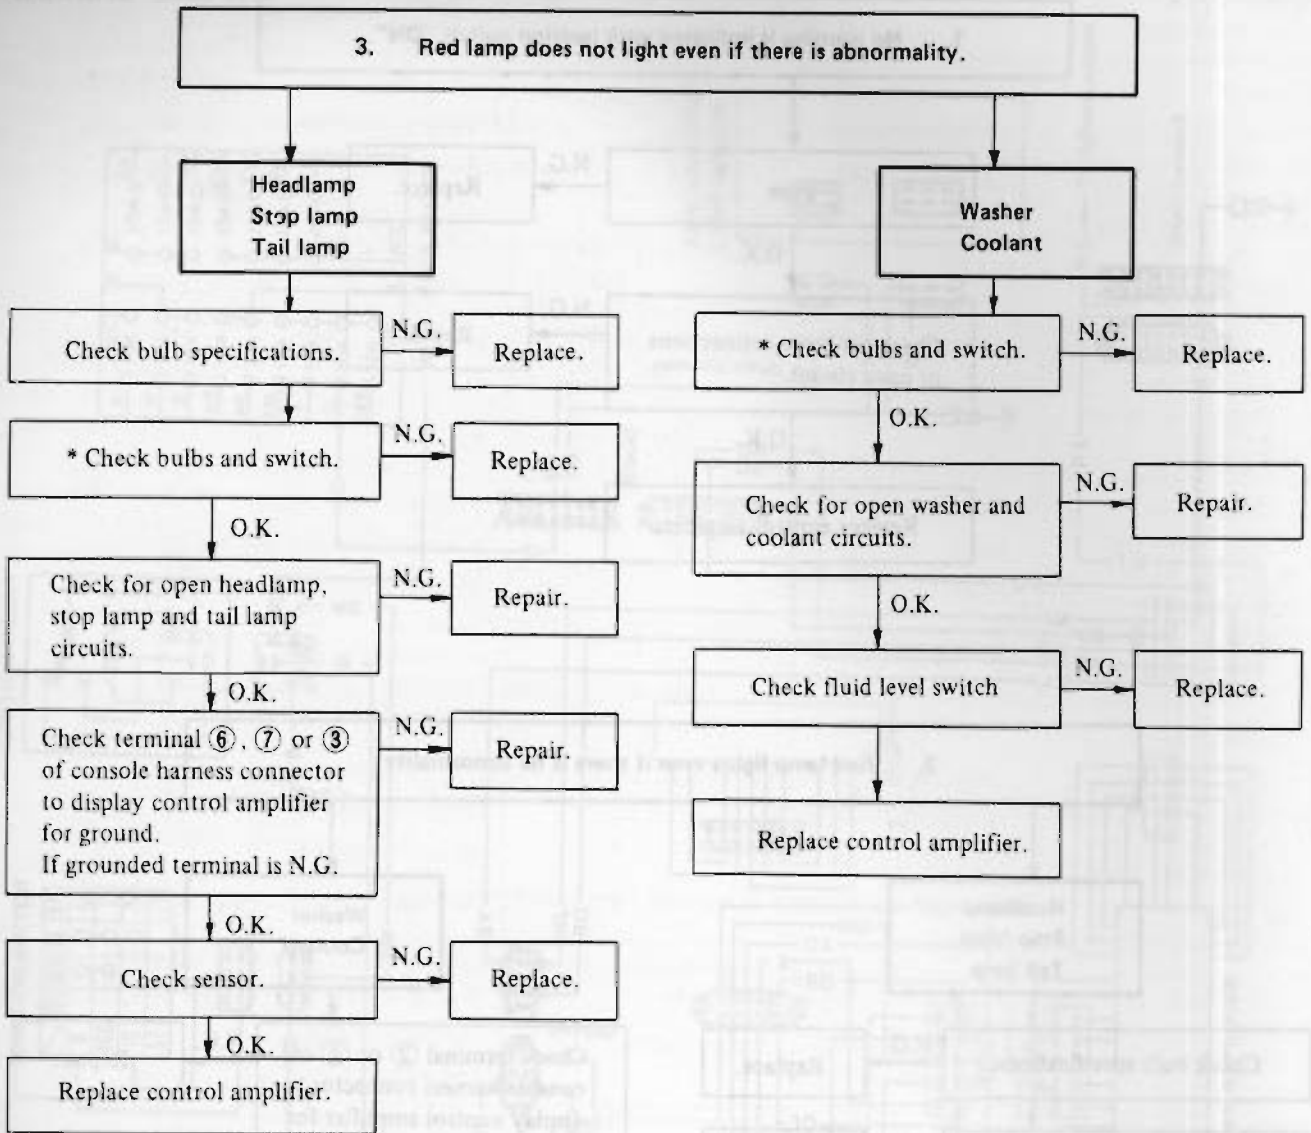 3. Red lamp does not light even if there is abnormality.
Headlamp
Stop lamp
Tail lamp
Check bulb specifications.
N.G.
Replace.
* Check bulbs and switch.
N.G.
Replace.
O.K.
Check for open headlamp,
stop lamp and tail lamp
circuits.
N.G.
Repair.
O.K.
Check terminal ⑥, ⑦ or ③
of console harness connector
to display control amplifier
for ground.
If grounded terminal is N.G.
N.G.
Repair.
O.K.
Check sensor.
N.G.
Replace.
O.K.
Replace control amplifier.
Washer
Coolant
* Check bulbs and switch.
N.G.
Replace.
O.K.
Check for open washer and
coolant circuits.
N.G.
Repair.
O.K.
Check fluid level switch
N.G.
Replace.
Replace control amplifier.